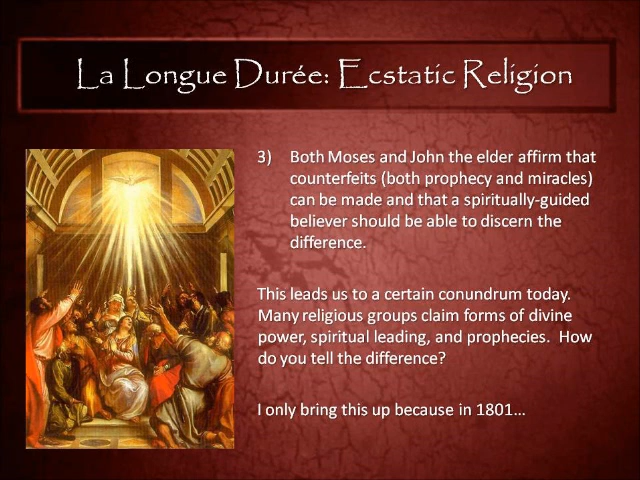 La Longue Durée: Ecstatic Religion
3) Both Moses and John the elder affirm that
counterfeits (both prophecy and miracles)
can be made and that a spiritually-guided
believer should be able to discern the
difference.
This leads us to a certain conundrum today.
Many religious groups claim forms of divine
power, spiritual leading, and prophecies.  How
do you tell the difference?
I only bring this up because in 1801…